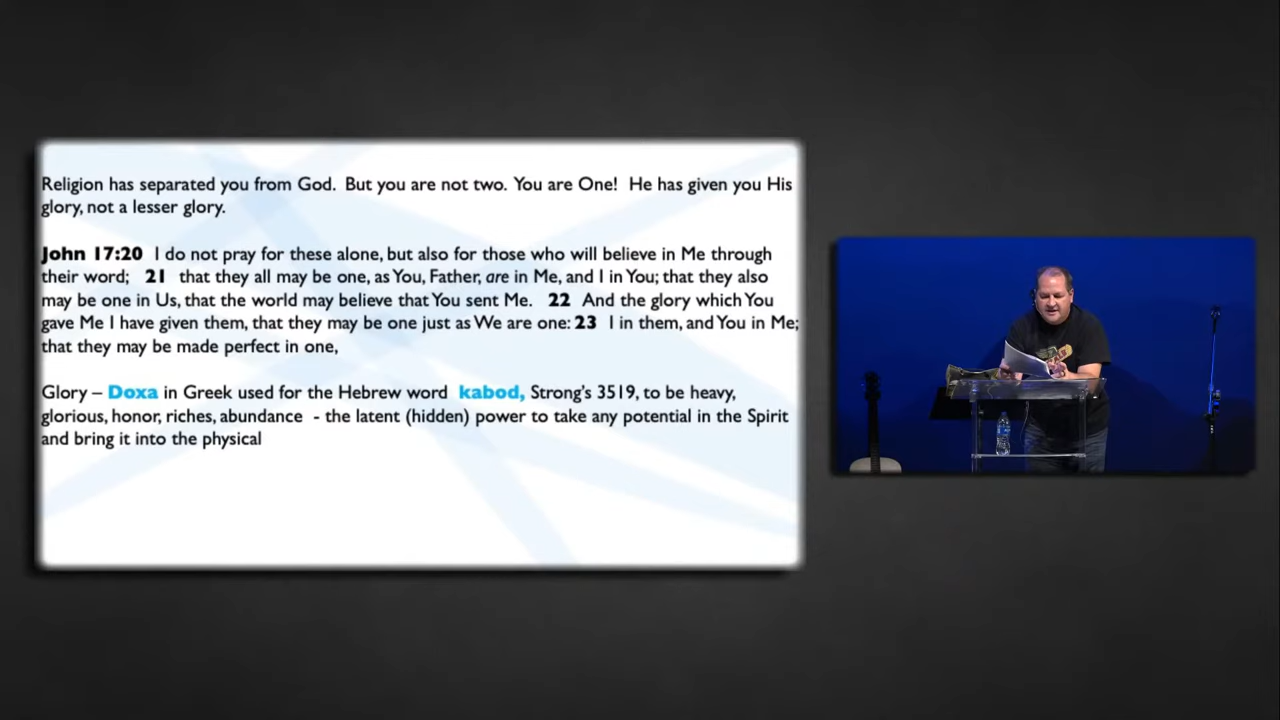 Religion has separated you from God. But you are not two. You are One! He has given you His
glory, not a lesser glory.
John 17:20 I do not pray for these alone, but also for those who will believe in Me through
their word; 21 that they all may be one, as You, Father, are in Me, and I in You; that they also
may be one in Us, that the world may believe that You sent Me. 22 And the glory which You
gave Me I have given them, that they may be one just as We are one: 23 I in them, and You in Me;
that they may be made perfect in one,
Glory – Doxa in Greek used for the Hebrew word kabod, Strong's 3519, to be heavy,
glorious, honor, riches, abundance - the latent (hidden) power to take any potential in the Spirit
and bring it into the physical